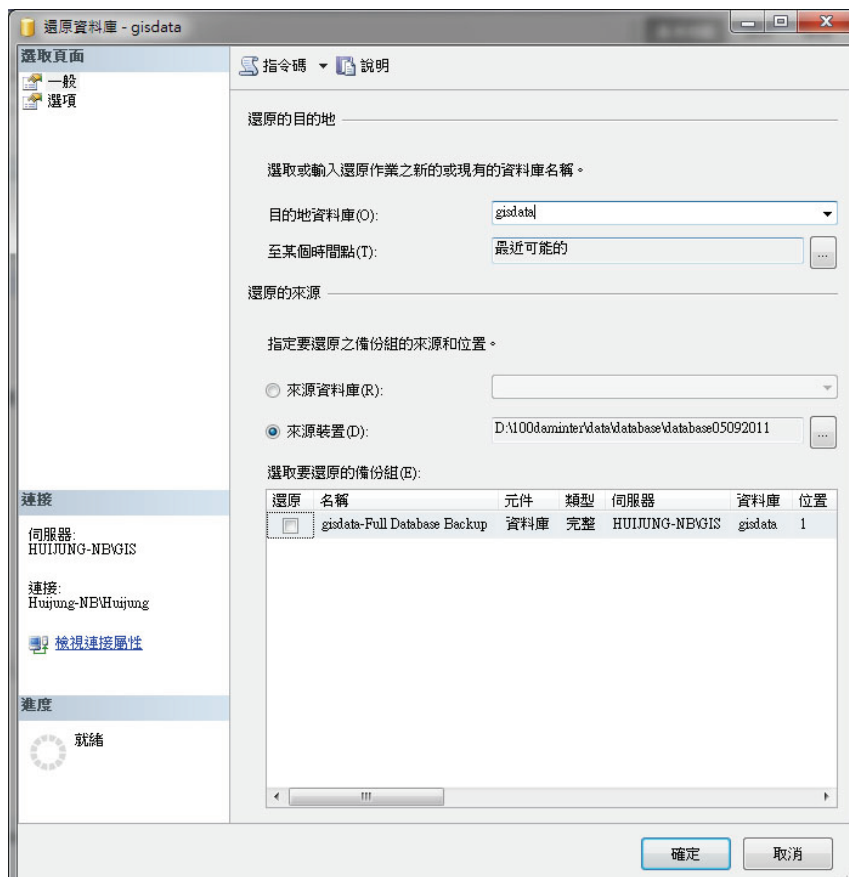 還原資料庫 - gisdata
選取頁面
一般
選項
指令碼
說明
還原的目的地
選取或輸入還原作業之新的或現有的資料庫名稱。
目的地資料庫(O):
gisdata
至某個時間點(T):
最近可能的
...
還原的來源
指定要還原之備份組的來源和位置。
來源資料庫(R):
來源裝置(D):
D:\100daminter\data\database\database05092011
...
選取要還原的備份組(E):
還原 名稱 元件 類型 伺服器 資料庫 位置
gisdata-Full Database Backup 資料庫 完整 HUIJUNG-NB\GIS gisdata 1
連接
伺服器:
HUIJUNG-NB\GIS
連接:
Huijung-NB\Huijung
檢視連接屬性
進度
就緒
確定
取消